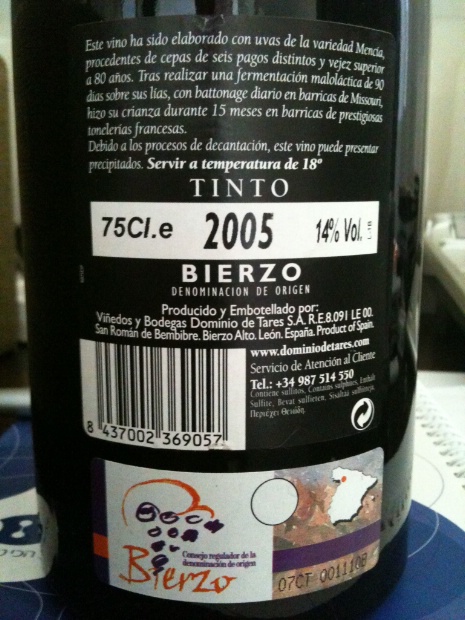 Este vino ha sido elaborado con uvas de la variedad Mencía,
procedentes de cepas de seis pagos distintos y vejez superior
a 80 años. Tras realizar una fermentación maloláctica de 90
días sobre sus lías, con battonage diario en barricas de Missouri,
hizo su crianza durante 15 meses en barricas de prestigiosas
tonelerías francesas.
Debido a los procesos de decantación, este vino puede presentar
precipitados. Servir a temperatura de 18º
TINTO
75Cl.e 2005 14% Vol.
BIERZO
DENOMINACION DE ORIGEN
Producido y Embotellado por:
Viñedos y Bodegas Dominio de Tares S.A. R.E.8.091 LE 00.
San Román de Bembibre. Bierzo Alto. León. España. Product of Spain.
www.dominiodetares.com
Servicio de Atención al Cliente
Tel.: +34 987 514 550
Contiene sulfitos, Contains sulphites, Enthält
Sulfite, Bevat sulfieten,
8 437002 369057
Bierzo
Consejo regulador de la
denominación de origen
07CT 0011108